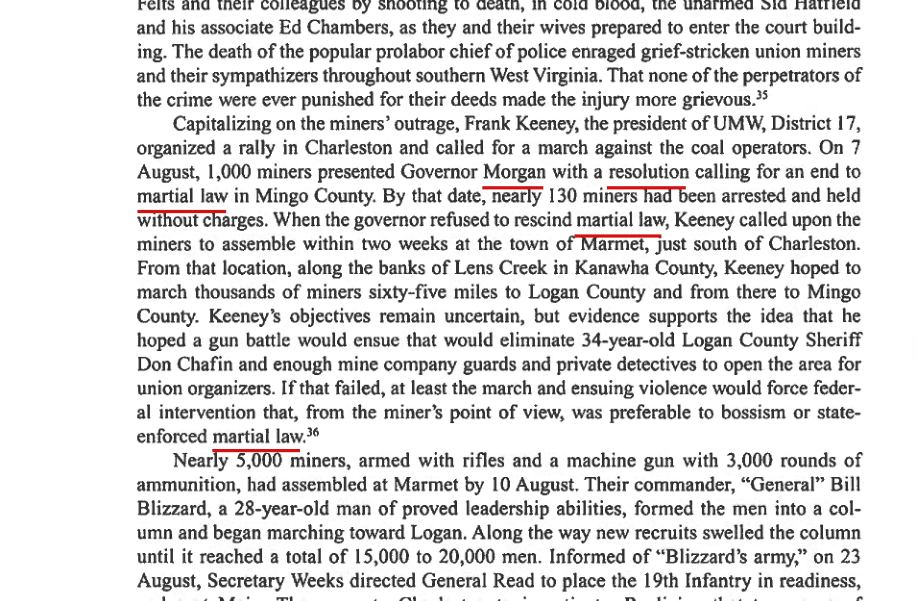 Felts and their colleagues by shooting to death, in cold blood, the unarmed Sid Hatfield
and his associate Ed Chambers, as they and their wives prepared to enter the court build-
ing. The death of the popular prolabor chief of police enraged grief-stricken union miners
and their sympathizers throughout southern West Virginia. That none of the perpetrators of
the crime were ever punished for their deeds made the injury more grievous.³⁵
Capitalizing on the miners' outrage, Frank Keeney, the president of UMW, District 17,
organized a rally in Charleston and called for a march against the coal operators. On 7
August, 1,000 miners presented Governor Morgan with a resolution calling for an end to
martial law in Mingo County. By that date, nearly 130 miners had been arrested and held
without charges. When the governor refused to rescind martial law, Keeney called upon the
miners to assemble within two weeks at the town of Marmet, just south of Charleston.
From that location, along the banks of Lens Creek in Kanawha County, Keeney hoped to
march thousands of miners sixty-five miles to Logan County and from there to Mingo
County. Keeney's objectives remain uncertain, but evidence supports the idea that he
hoped a gun battle would ensue that would eliminate 34-year-old Logan County Sheriff
Don Chafin and enough mine company guards and private detectives to open the area for
union organizers. If that failed, at least the march and ensuing violence would force feder-
al intervention that, from the miner's point of view, was preferable to bossism or state-
enforced martial law.³⁶
Nearly 5,000 miners, armed with rifles and a machine gun with 3,000 rounds of
ammunition, had assembled at Marmet by 10 August. Their commander, "General" Bill
Blizzard, a 28-year-old man of proved leadership abilities, formed the men into a col-
umn and began marching toward Logan. Along the way new recruits swelled the column
until it reached a total of 15,000 to 20,000 men. Informed of "Blizzard's army," on 23
August, Secretary Weeks directed General Read to place the 19th Infantry in readiness,